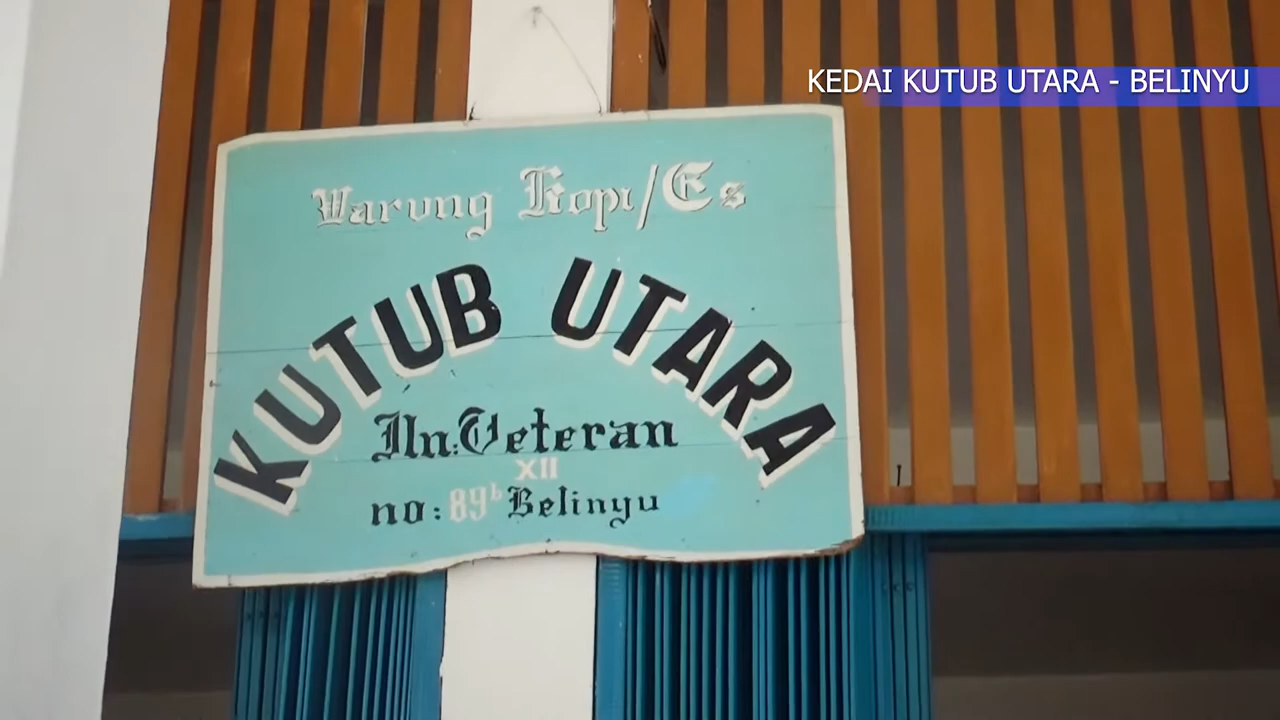 KEDAI KUTUB UTARA - BELINYU
Warung Kopi/Es
KUTUB UTARA
Jln: Veteran
XII
no: 89b Belinyu